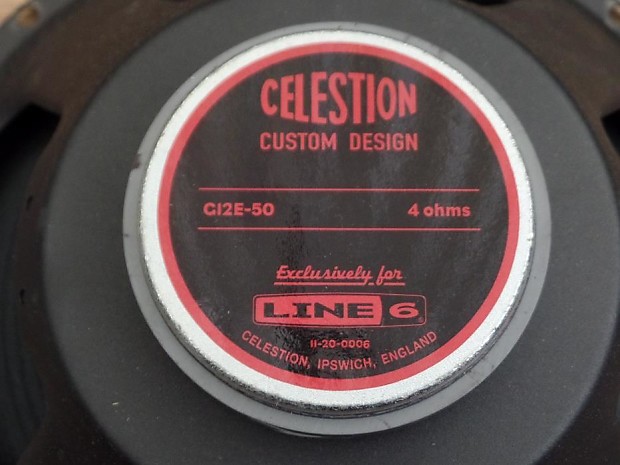 CELESTION
CUSTOM DESIGN
G12E-50 4 ohms
Exclusively for
LINE 6
11-20-0006
CELESTION, IPSWICH, ENGLAND